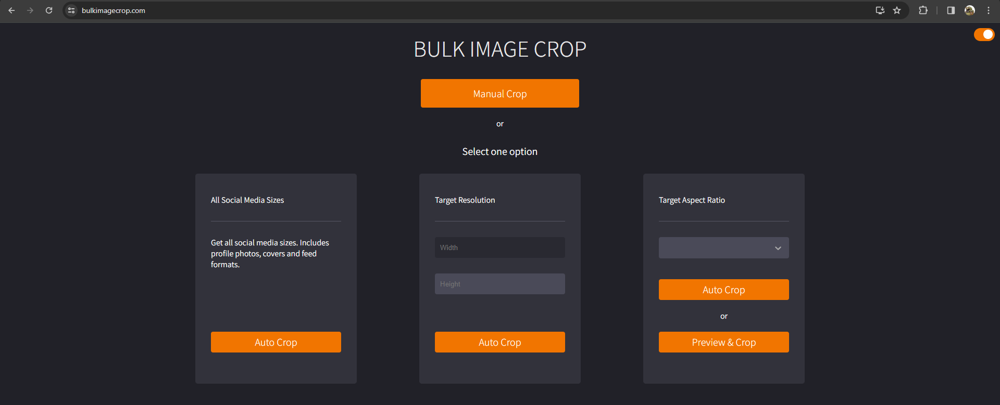 bulkimagecrop.com
BULK IMAGE CROP
Manual Crop
or
Select one option
All Social Media Sizes
Get all social media sizes. Includes
profile photos, covers and feed
formats.
Auto Crop
Target Resolution
Width
Height
Auto Crop
Target Aspect Ratio
Auto Crop
or
Preview & Crop